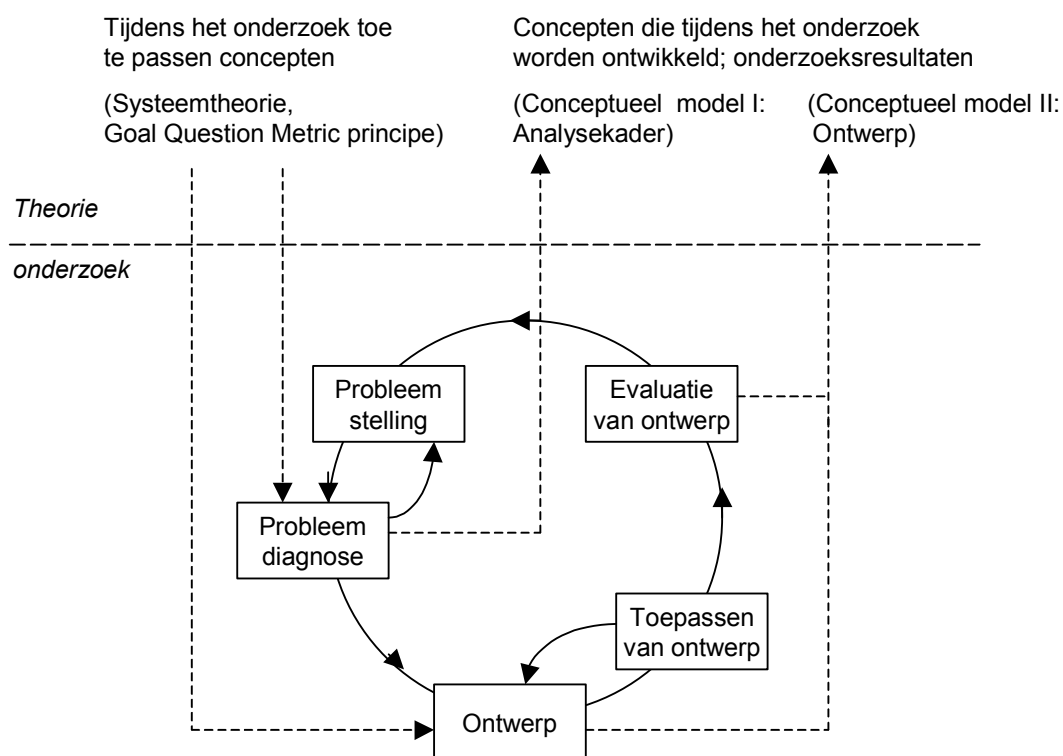 Tijdens het onderzoek toe
te passen concepten
(Systeemtheorie,
Goal Question Metric principe)
Concepten die tijdens het onderzoek
worden ontwikkeld; onderzoeksresultaten
(Conceptueel model I:
Analysekader)
(Conceptueel model II:
Ontwerp)
Theorie
onderzoek
Probleem
stelling
Evaluatie
van ontwerp
Probleem
diagnose
Toepassen
van ontwerp
Ontwerp